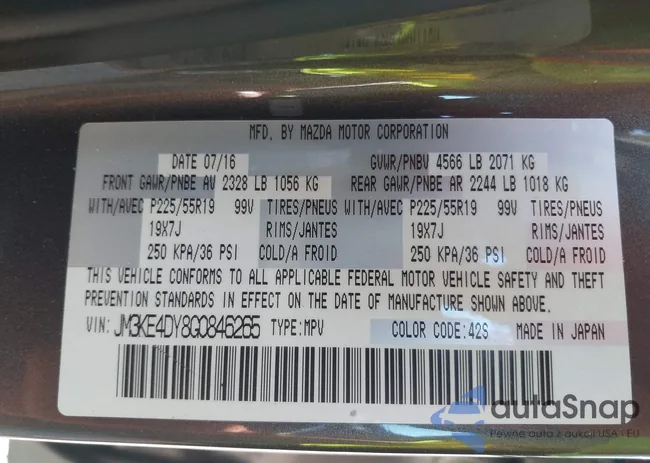 MFD. BY MAZDA MOTOR CORPORATION
DATE 07/16 GVWR/PNBV 4566 LB 2071 KG
FRONT GAWR/PNBE AV 2328 LB 1056 KG REAR GAWR/PNBE AR 2244 LB 1018 KG
WITH/AVEC P225/55R19 99V TIRES/PNEUS WITH/AVEC P225/55R19 99V TIRES/PNEUS
19X7J RIMS/JANTES 19X7J RIMS/JANTES
250 KPA/36 PSI COLD/A FROID 250 KPA/36 PSI COLD/A FROID
THIS VEHICLE CONFORMS TO ALL APPLICABLE FEDERAL MOTOR VEHICLE SAFETY AND THEFT
PREVENTION STANDARDS IN EFFECT ON THE DATE OF MANUFACTURE SHOWN ABOVE.
VIN: JM3KE4DY8G0846265 TYPE:MPV COLOR CODE:42S MADE IN JAPAN
autoSnap
Pewne auta z aukcji USA i EU